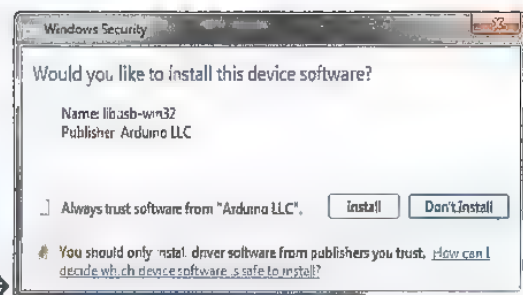 Windows Security
Would you like to install this device software?
Name: libusb-win32
Publisher: Arduino LLC
Always trust software from "Arduino LLC".
Install
Don't Install
You should only install driver software from publishers you trust. How can I
decide which device software is safe to install?